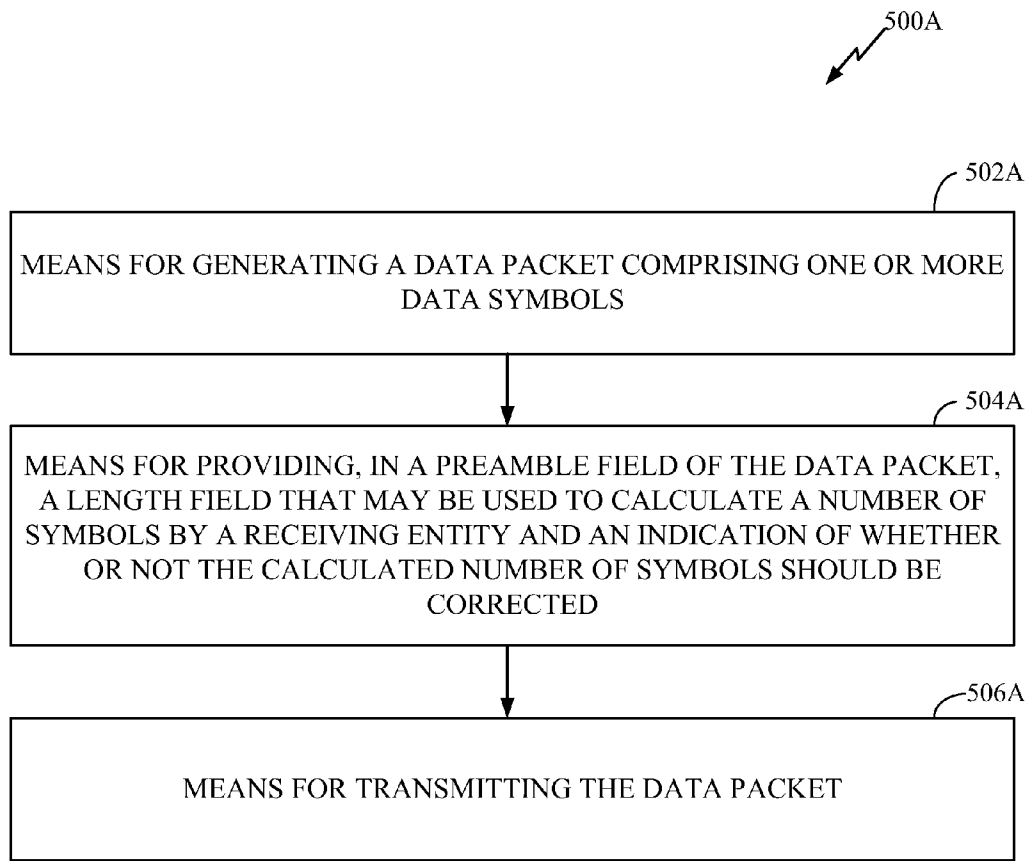 500A
502A
MEANS FOR GENERATING A DATA PACKET COMPRISING ONE OR MORE
DATA SYMBOLS
504A
MEANS FOR PROVIDING, IN A PREAMBLE FIELD OF THE DATA PACKET,
A LENGTH FIELD THAT MAY BE USED TO CALCULATE A NUMBER OF
SYMBOLS BY A RECEIVING ENTITY AND AN INDICATION OF WHETHER
OR NOT THE CALCULATED NUMBER OF SYMBOLS SHOULD BE
CORRECTED
506A
MEANS FOR TRANSMITTING THE DATA PACKET